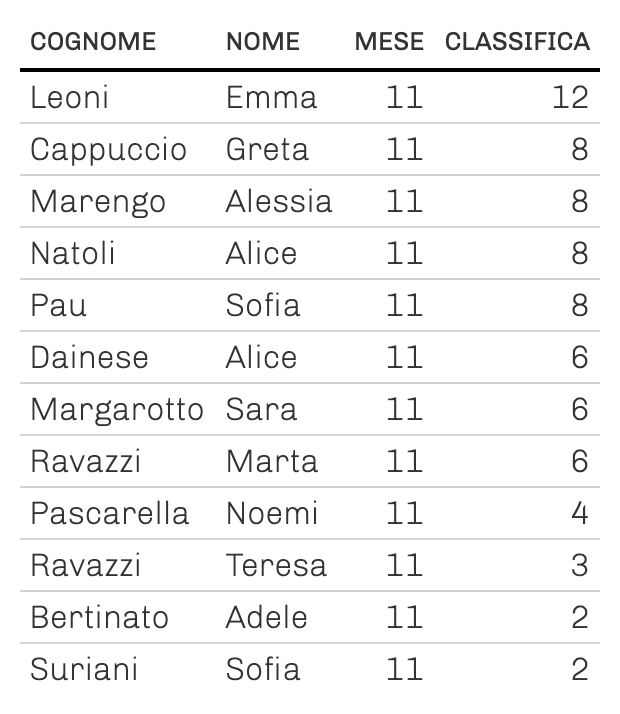 COGNOME NOME MESE CLASSIFICA
Leoni Emma 11 12
Cappuccio Greta 11 8
Marengo Alessia 11 8
Natoli Alice 11 8
Pau Sofia 11 8
Dainese Alice 11 6
Margarotto Sara 11 6
Ravazzi Marta 11 6
Pascarella Noemi 11 4
Ravazzi Teresa 11 3
Bertinato Adele 11 2
Suriani Sofia 11 2